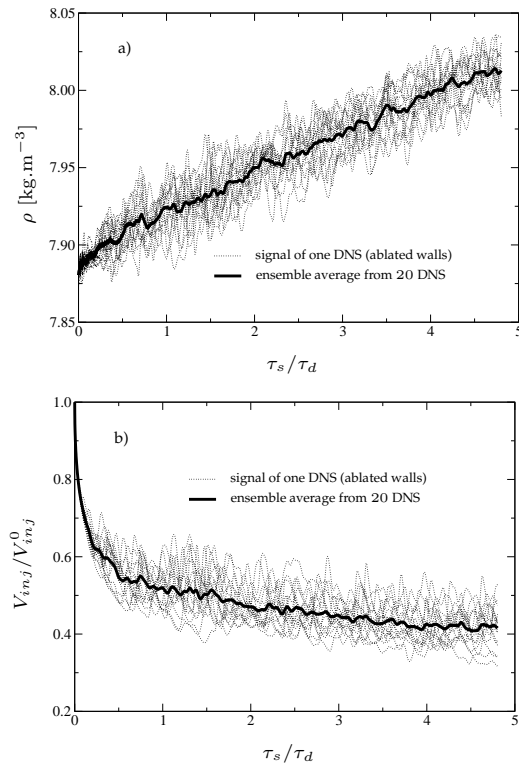 8.05
a)
8.00
ρ [kg.m−3]
7.95
7.90
signal of one DNS (ablated walls)
ensemble average from 20 DNS
7.85
0 1 2 3 4 5
τs/τd
1.0
b)
0.8
signal of one DNS (ablated walls)
ensemble average from 20 DNS
Vinj/V0inj
0.6
0.4
0.2
0 1 2 3 4 5
τs/τd